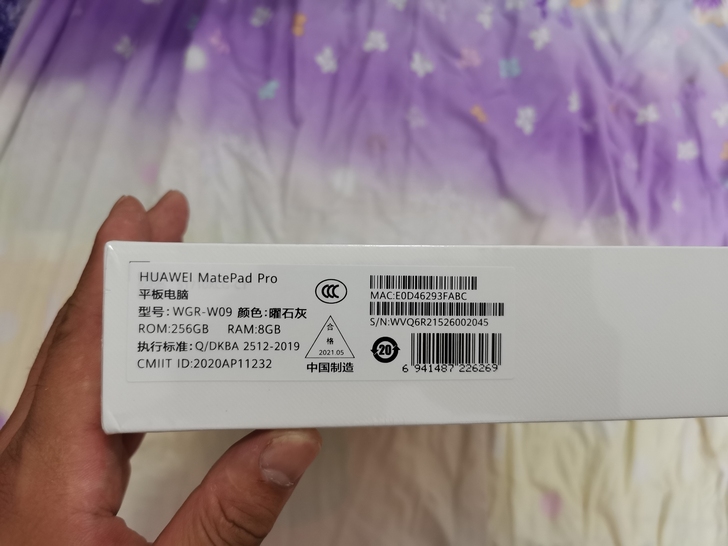 HUAWEI MatePad Pro
平板电脑
型号: WGR-W09 颜色:曜石灰
ROM:256GB RAM:8GB
执行标准: Q/DKBA 2512-2019
CMIIT ID:2020AP11232
CCC
合
格
2021.05
中国制造
MAC:E0D46293FABC
S/N:WVQ6R21526002045
20
6 941487 226269